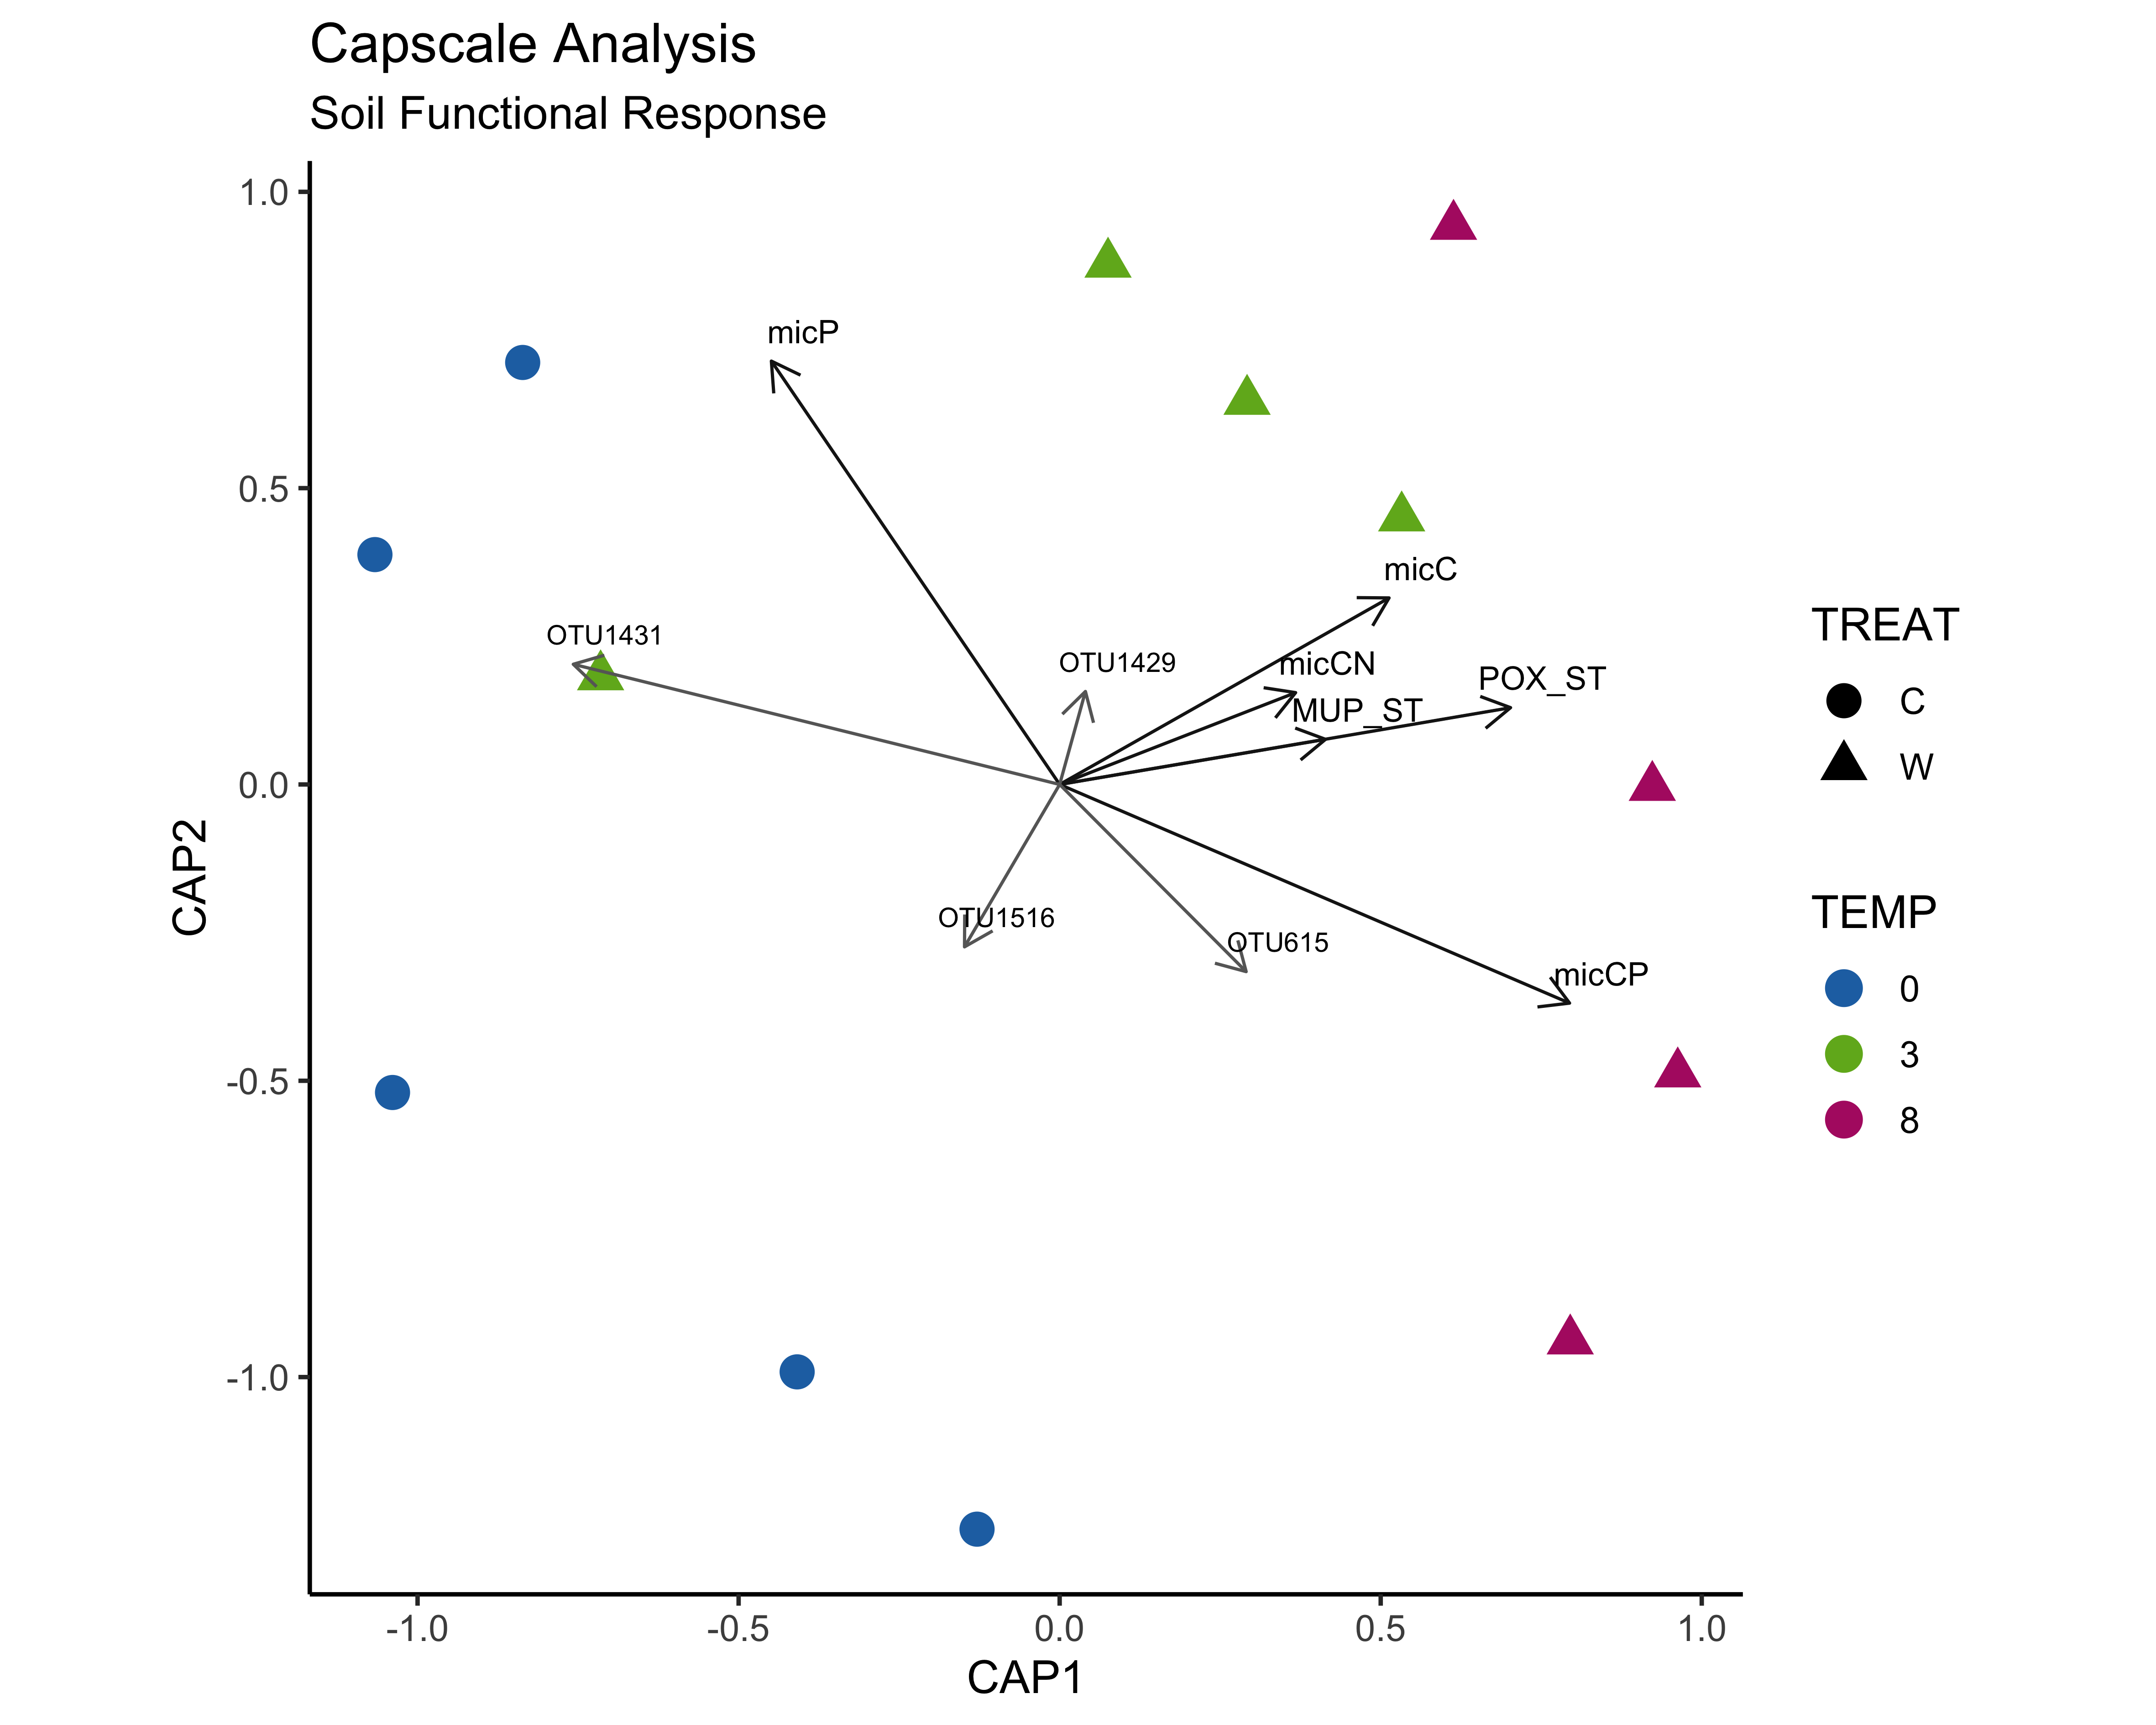 Capscale Analysis
Soil Functional Response
1.0
0.5
0.0
-0.5
-1.0
CAP2
micP
OTU1431
OTU1429
micC
micCN
MUP_ST
POX_ST
OTU1516
OTU615
micCP
-1.0
-0.5
0.0
0.5
1.0
CAP1
TREAT
C
W
TEMP
0
3
8